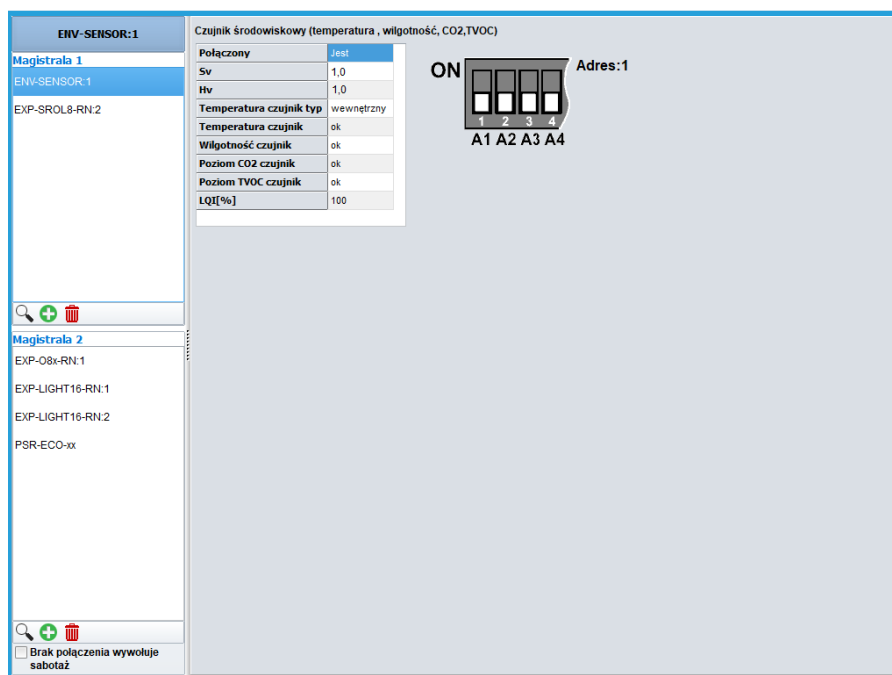 ENV-SENSOR:1
Magistrala 1
ENV-SENSOR:1
EXP-SROL8-RN:2
Magistrala 2
EXP-O8x-RN:1
EXP-LIGHT16-RN:1
EXP-LIGHT16-RN:2
PSR-ECO-xx
Brak połączenia wywołuje
sabotaż
Czujnik środowiskowy (temperatura , wilgotność, CO2,TVOC)
Połączony Jest
Sv 1,0
Hv 1,0
Temperatura czujnik typ wewnętrzny
Temperatura czujnik ok
Wilgotność czujnik ok
Poziom CO2 czujnik ok
Poziom TVOC czujnik ok
LQI[%] 100
ON Adres:1
1 2 3 4
A1 A2 A3 A4